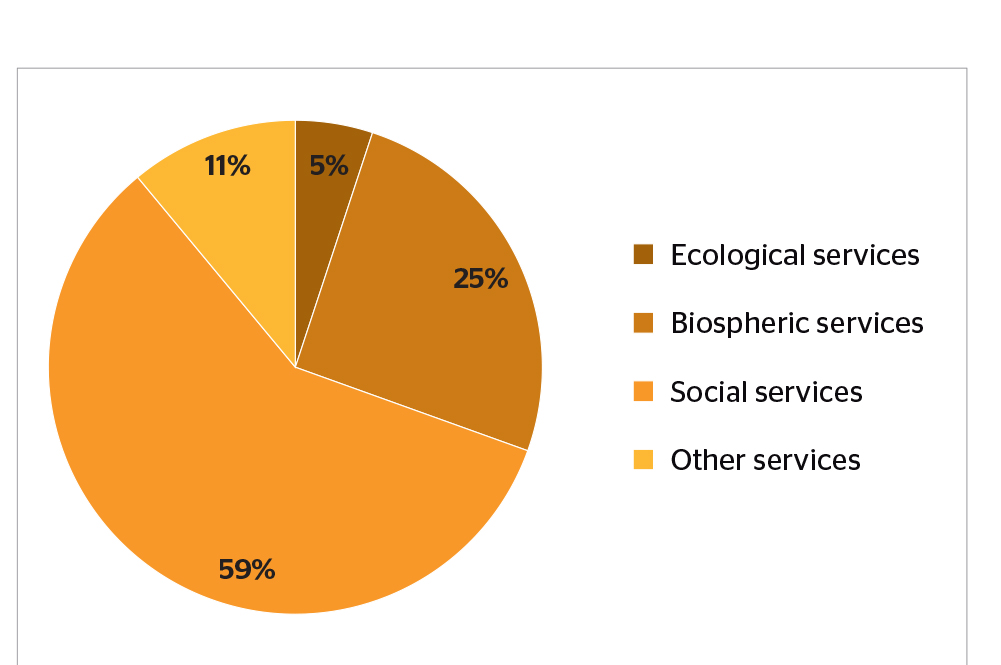 11%
5%
25%
59%
Ecological services
Biospheric services
Social services
Other services